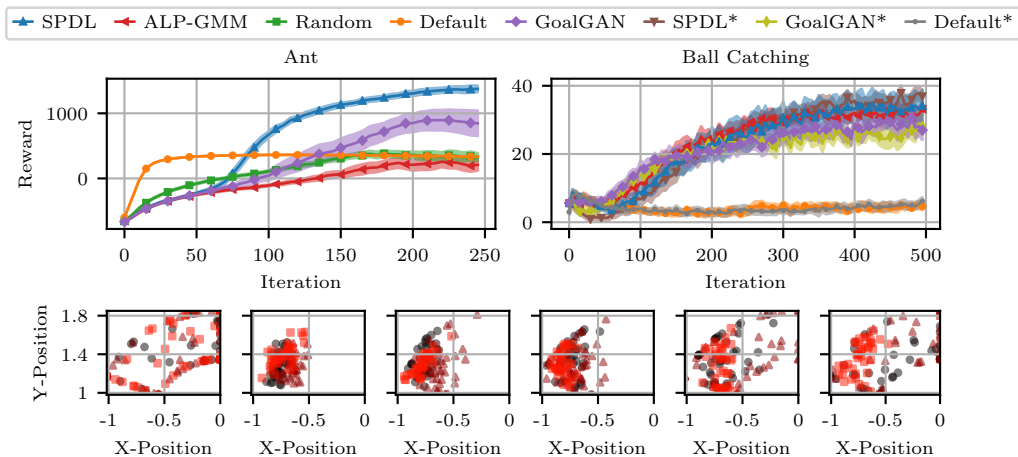 SPDL ALP-GMM Random Default GoalGAN SPDL* GoalGAN* Default*
Ant
Reward
1000
0
0 50 100 150 200 250
Iteration
Ball Catching
40
20
0
0 100 200 300 400 500
Iteration
Y-Position
1.8
1.4
1
-1 -0.5 0
X-Position
-1 -0.5 0
X-Position
-1 -0.5 0
X-Position
-1 -0.5 0
X-Position
-1 -0.5 0
X-Position
-1 -0.5 0
X-Position